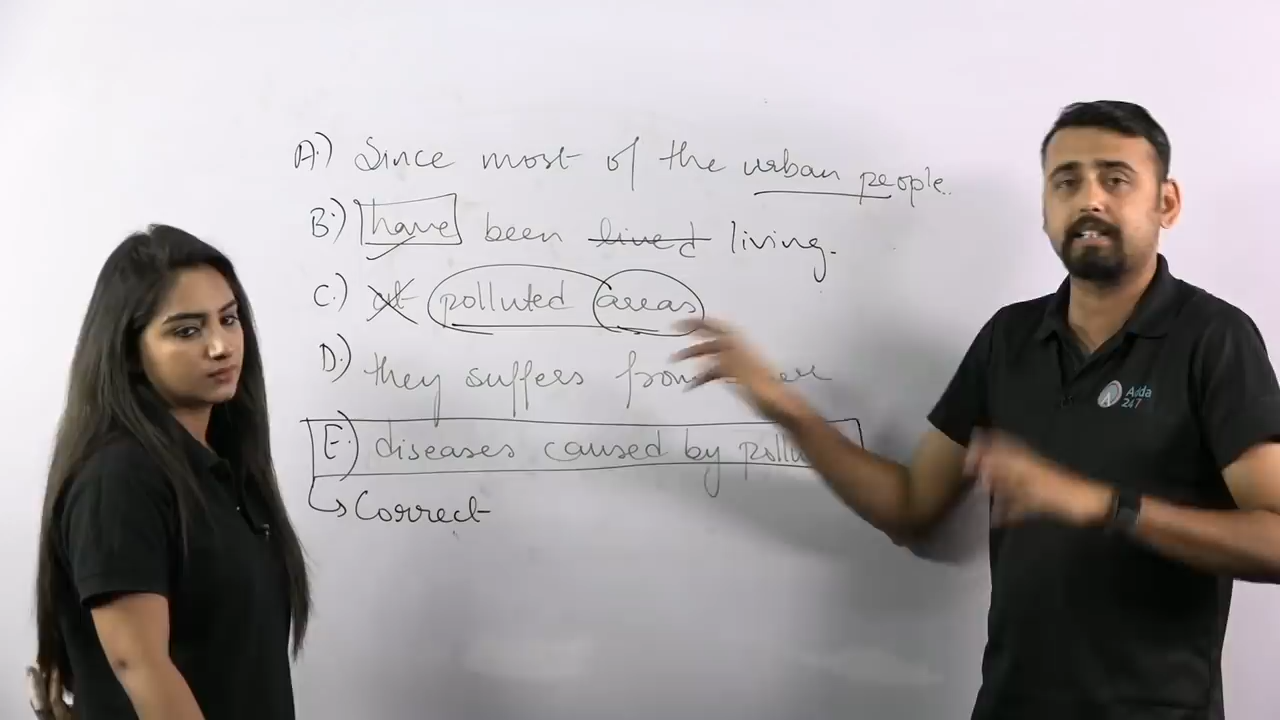 A.) Since most of the urban people.
B.) have been lived living.
C.) at polluted areas
D.) they suffers from
E.) diseases caused by
Correct
Adda
247